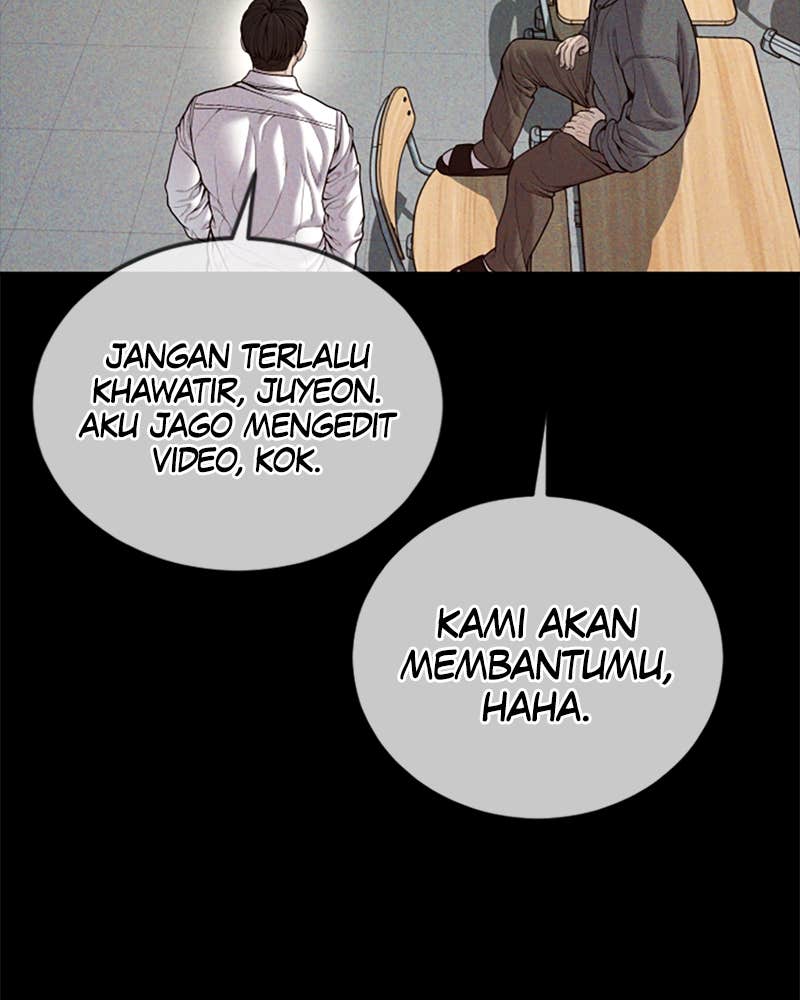 JANGAN TERLALU
KHAWATIR, JUYEON.
AKU JAGO MENGEDIT
VIDEO, KOK.
KAMI AKAN
MEMBANTUMU,
HAHA.